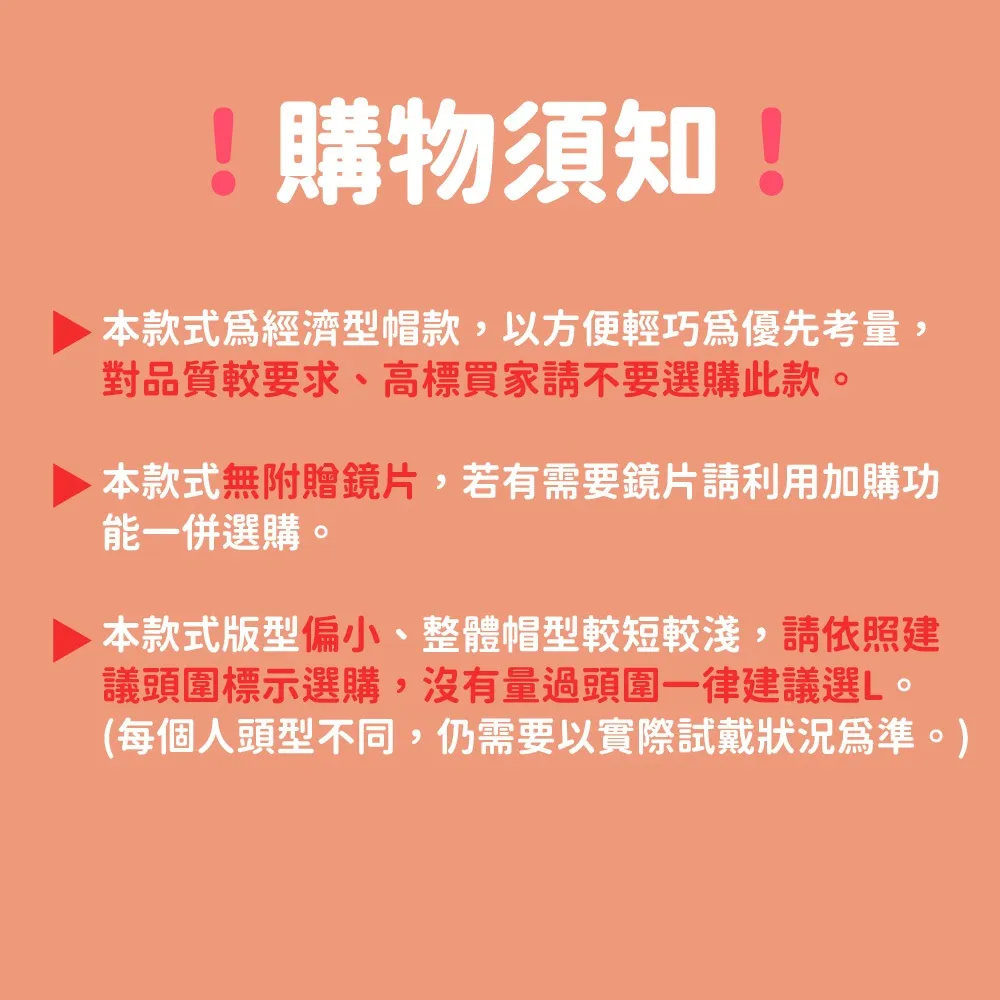 ！購物須知！
▶本款式爲經濟型帽款，以方便輕巧爲優先考量，
對品質較要求、高標買家請不要選購此款。
▶本款式無附贈鏡片，若有需要鏡片請利用加購功
能一併選購。
▶本款式版型偏小、整體帽型較短較淺，請依照建
議頭圍標示選購，沒有量過頭圍一律建議選L。
(每個人頭型不同，仍需要以實際試戴狀況爲準。)